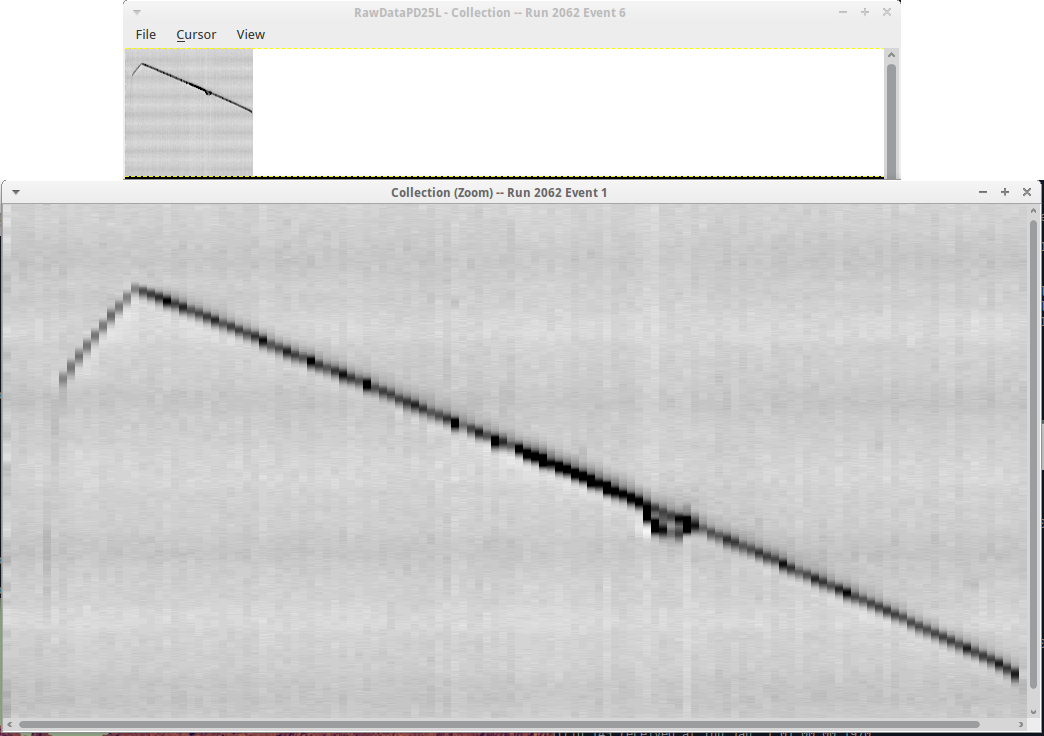 RawDataPD25L - Collection -- Run 2062 Event 6
File Cursor View
Collection (Zoom) -- Run 2062 Event 1